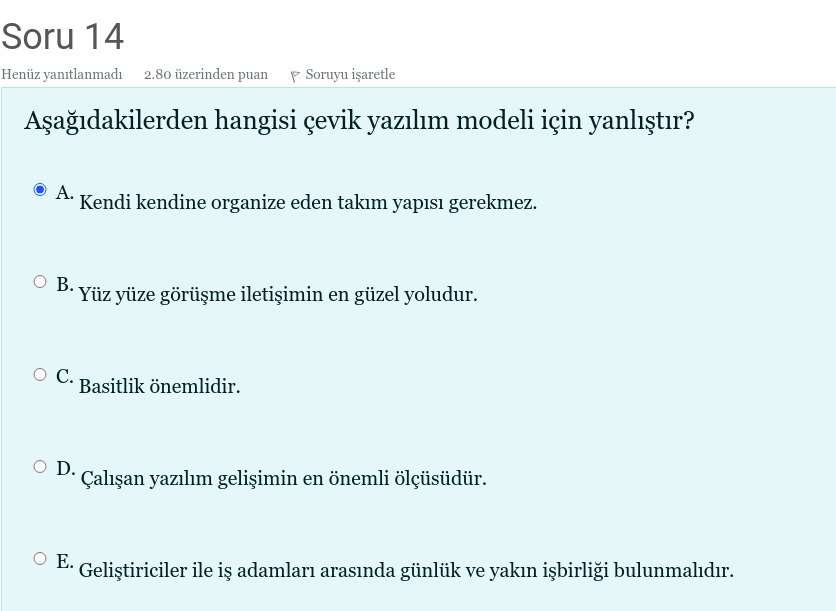 Soru 14
Henüz yanıtlanmadı 2.80 üzerinden puan Soruyu işaretle
Aşağıdakilerden hangisi çevik yazılım modeli için yanlıştır?
A. Kendi kendine organize eden takım yapısı gerekmez.
B. Yüz yüze görüşme iletişimin en güzel yoludur.
C. Basitlik önemlidir.
D. Çalışan yazılım gelişimin en önemli ölçüsüdür.
E. Geliştiriciler ile iş adamları arasında günlük ve yakın işbirliği bulunmalıdır.